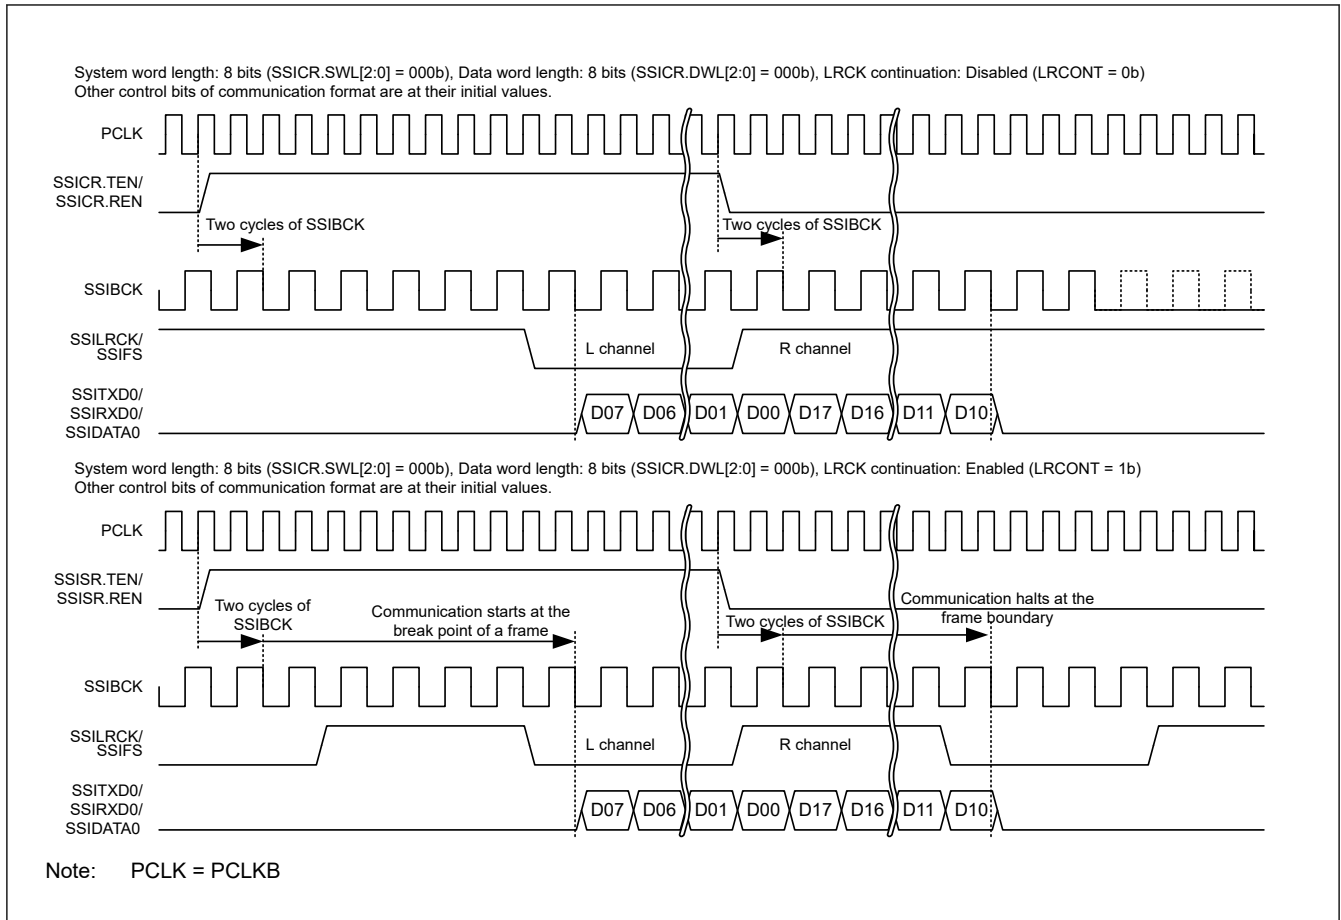 System word length: 8 bits (SSICR.SWL[2:0] = 000b), Data word length: 8 bits (SSICR.DWL[2:0] = 000b), LRCK continuation: Disabled (LRCONT = 0b)
Other control bits of communication format are at their initial values.
PCLK
SSICR.TEN/
SSICR.REN
Two cycles of SSIBCK
Two cycles of SSIBCK
SSIBCK
SSILRCK/
SSIFS
L channel
R channel
SSITXD0/
SSIRXD0/
SSIDATA0
D07 D06 D01 D00 D17 D16 D11 D10
System word length: 8 bits (SSICR.SWL[2:0] = 000b), Data word length: 8 bits (SSICR.DWL[2:0] = 000b), LRCK continuation: Enabled (LRCONT = 1b)
Other control bits of communication format are at their initial values.
PCLK
SSISR.TEN/
SSISR.REN
Two cycles of
SSIBCK
Communication starts at the
break point of a frame
Two cycles of SSIBCK
Communication halts at the
frame boundary
SSIBCK
SSILRCK/
SSIFS
L channel
R channel
SSITXD0/
SSIRXD0/
SSIDATA0
D07 D06 D01 D00 D17 D16 D11 D10
Note: PCLK = PCLKB